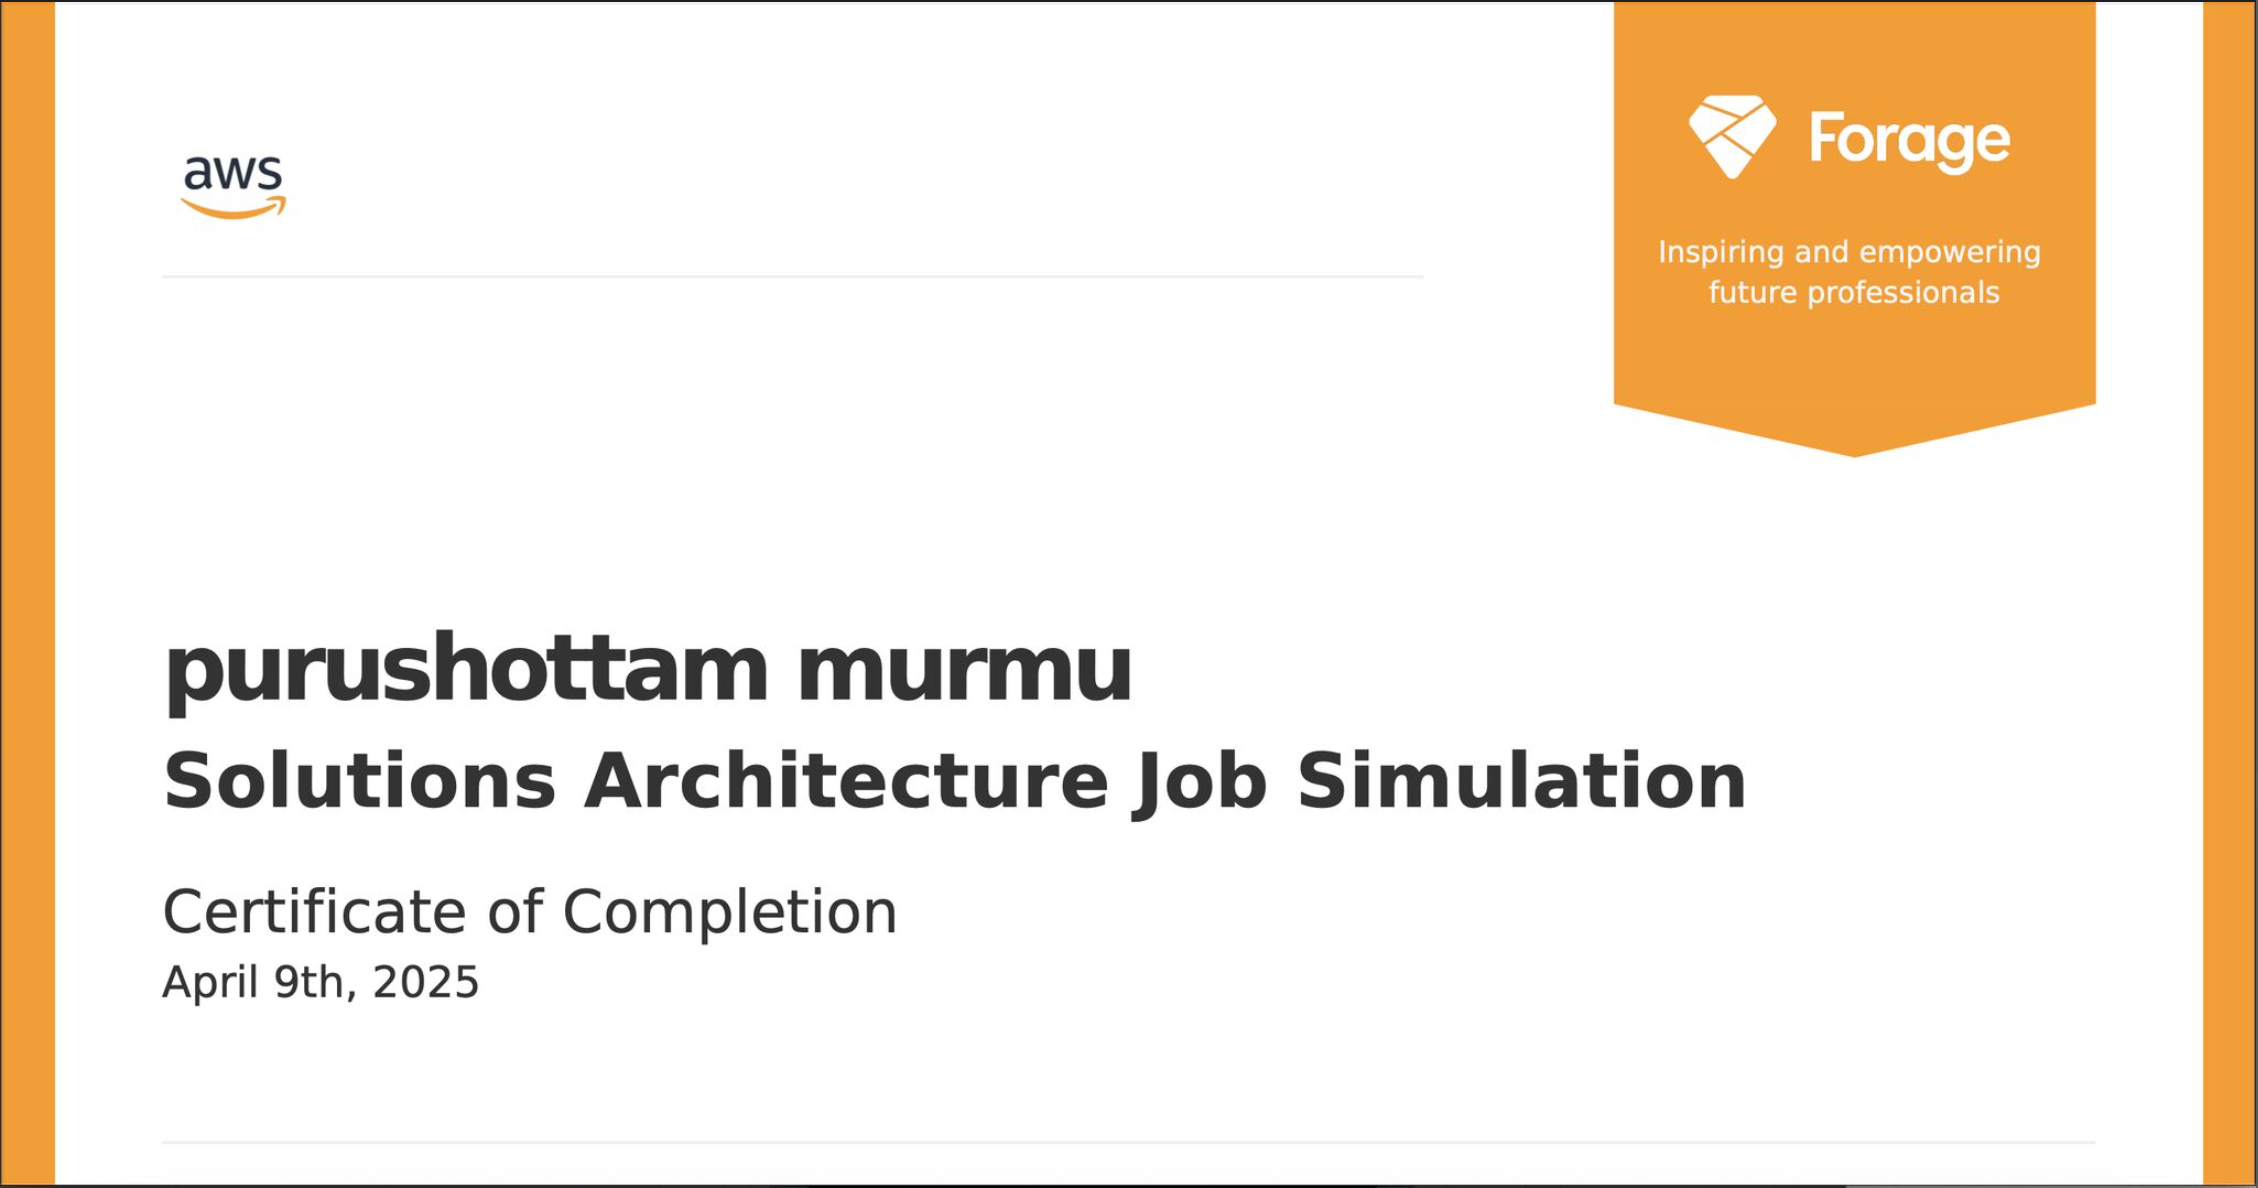 aws
Forage
Inspiring and empowering
future professionals
purushottam murmu
Solutions Architecture Job Simulation
Certificate of Completion
April 9th, 2025